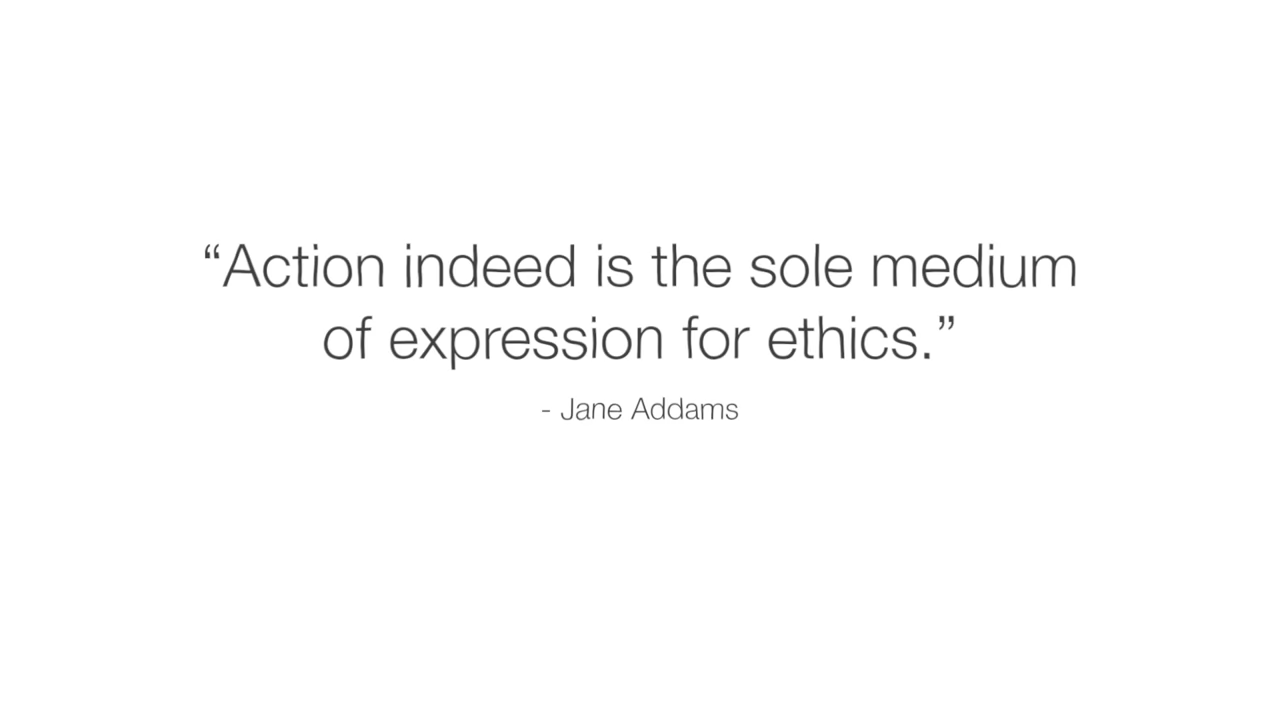 “Action indeed is the sole medium
of expression for ethics.”
- Jane Addams